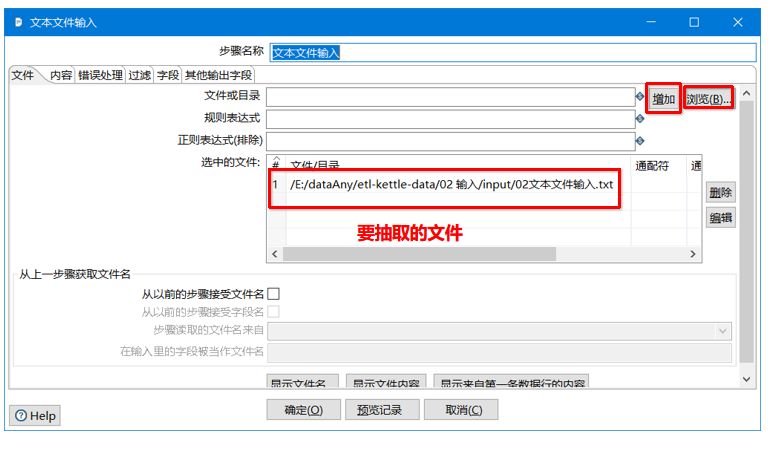 文本文件输入
步骤名称 文本文件输入
文件 内容 错误处理 过滤 字段 其他输出字段
文件或目录 增加 浏览(B)...
规则表达式
正则表达式(排除)
选中的文件: # 文件/目录 通配符 通
1 /E:/dataAny/etl-kettle-data/02 输入/input/02文本文件输入.txt
删除
编辑
要抽取的文件
从上一步骤获取文件名
从以前的步骤接受文件名
从以前的步骤接受字段名
步骤读取的文件名来自
在输入里的字段被当作文件名
显示文件名 显示文件内容 显示来自第一条数据行的内容
Help 确定(O) 预览记录 取消(C)